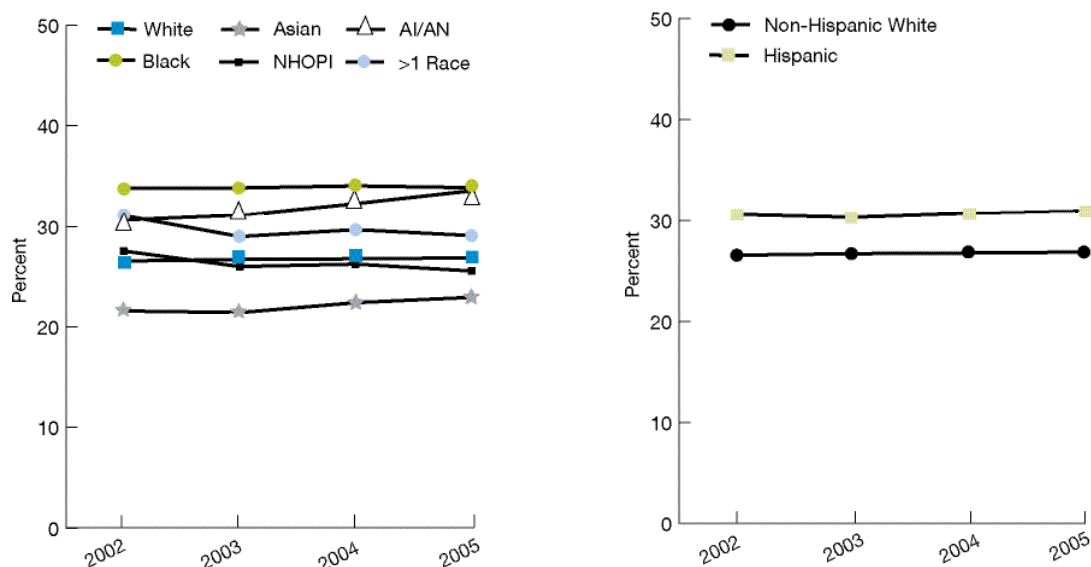 50
White Asian AI/AN
Black NHOPI >1 Race
40
30
20
10
0
Percent
2002 2003 2004 2005
50
Non-Hispanic White
Hispanic
40
30
20
10
0
Percent
2002 2003 2004 2005